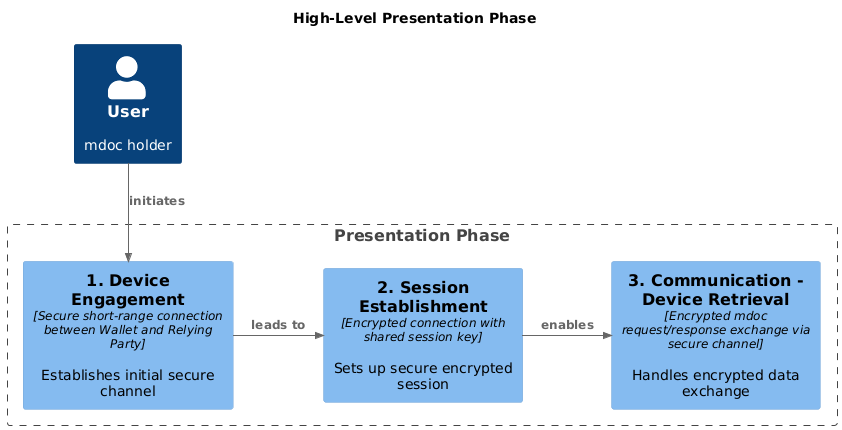 High-Level Presentation Phase
User
mdoc holder
initiates
Presentation Phase
1. Device
Engagement
[Secure short-range connection
between Wallet and Relying
Party]
Establishes initial secure
channel
leads to
2. Session
Establishment
[Encrypted connection with
shared session key]
Sets up secure encrypted
session
enables
3. Communication -
Device Retrieval
[Encrypted mdoc
request/response exchange via
secure channel]
Handles encrypted data
exchange